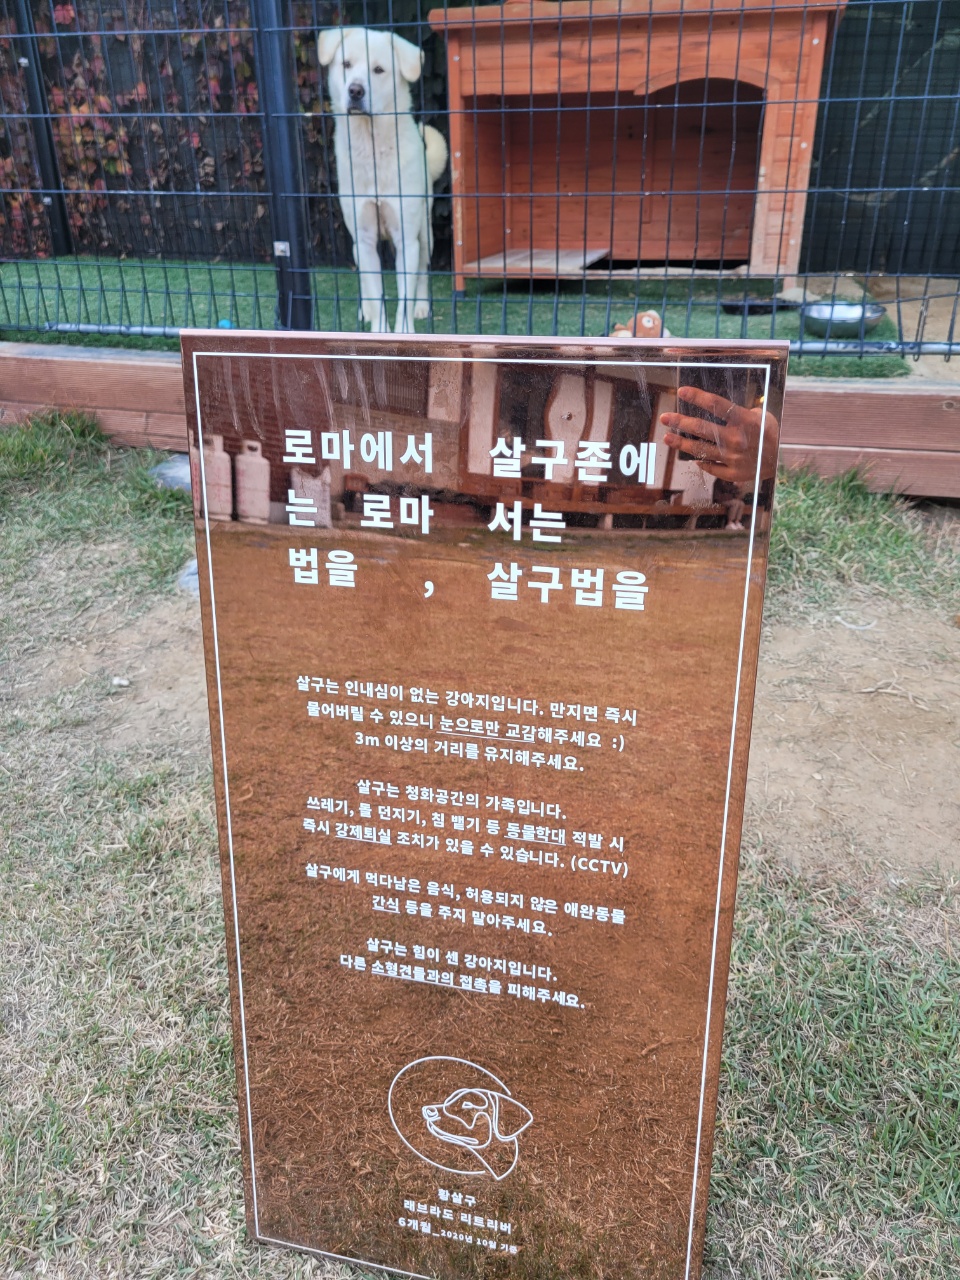 로마에서 살구존에
는 로마 서는
법을 , 살구법을
살구는 인내심이 없는 강아지입니다. 만지면 즉시
물어버릴 수 있으니 눈으로만 교감해주세요 :)
3m 이상의 거리를 유지해주세요.
살구는 청화공간의 가족입니다.
쓰레기, 돌 던지기, 침 뱉기 등 동물학대 적발 시
즉시 강제퇴실 조치가 있을 수 있습니다. (CCTV)
살구에게 먹다남은 음식, 허용되지 않은 애완동물
간식 등을 주지 말아주세요.
살구는 힘이 센 강아지입니다.
다른 소형견들과의 접촉을 피해주세요.
황살구
래브라도 리트리버
6개월_2020년 10월 기준